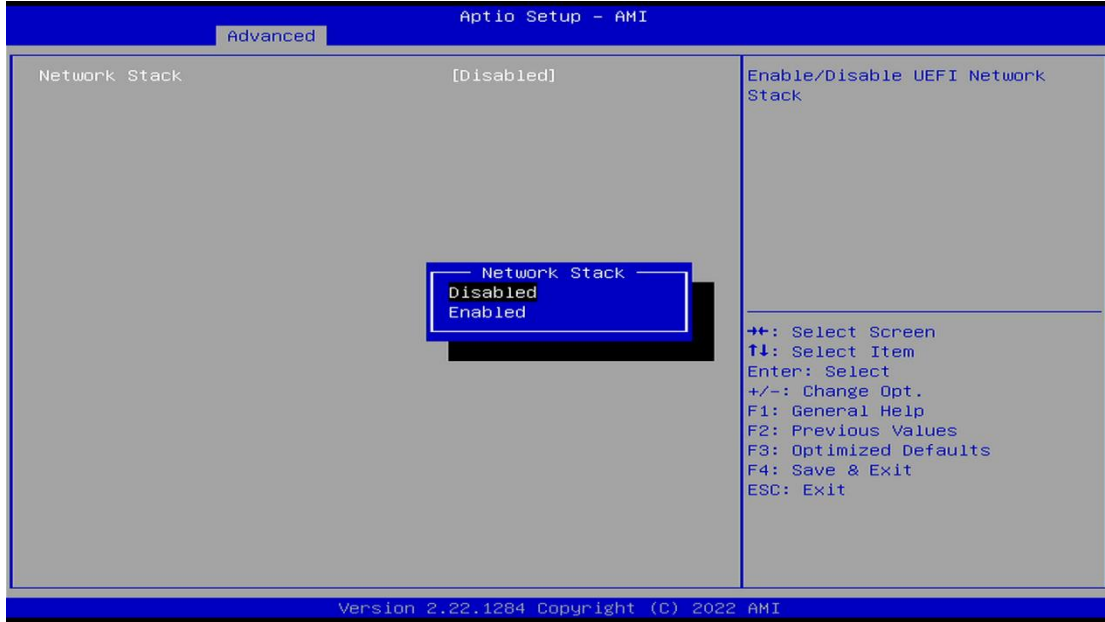 Aptio Setup – AMI
Advanced
Network Stack [Disabled]
Enable/Disable UEFI Network
Stack
Network Stack
Disabled
Enabled
→←: Select Screen
↑↓: Select Item
Enter: Select
+/-: Change Opt.
F1: General Help
F2: Previous Values
F3: Optimized Defaults
F4: Save & Exit
ESC: Exit
Version 2.22.1284 Copyright (C) 2022 AMI